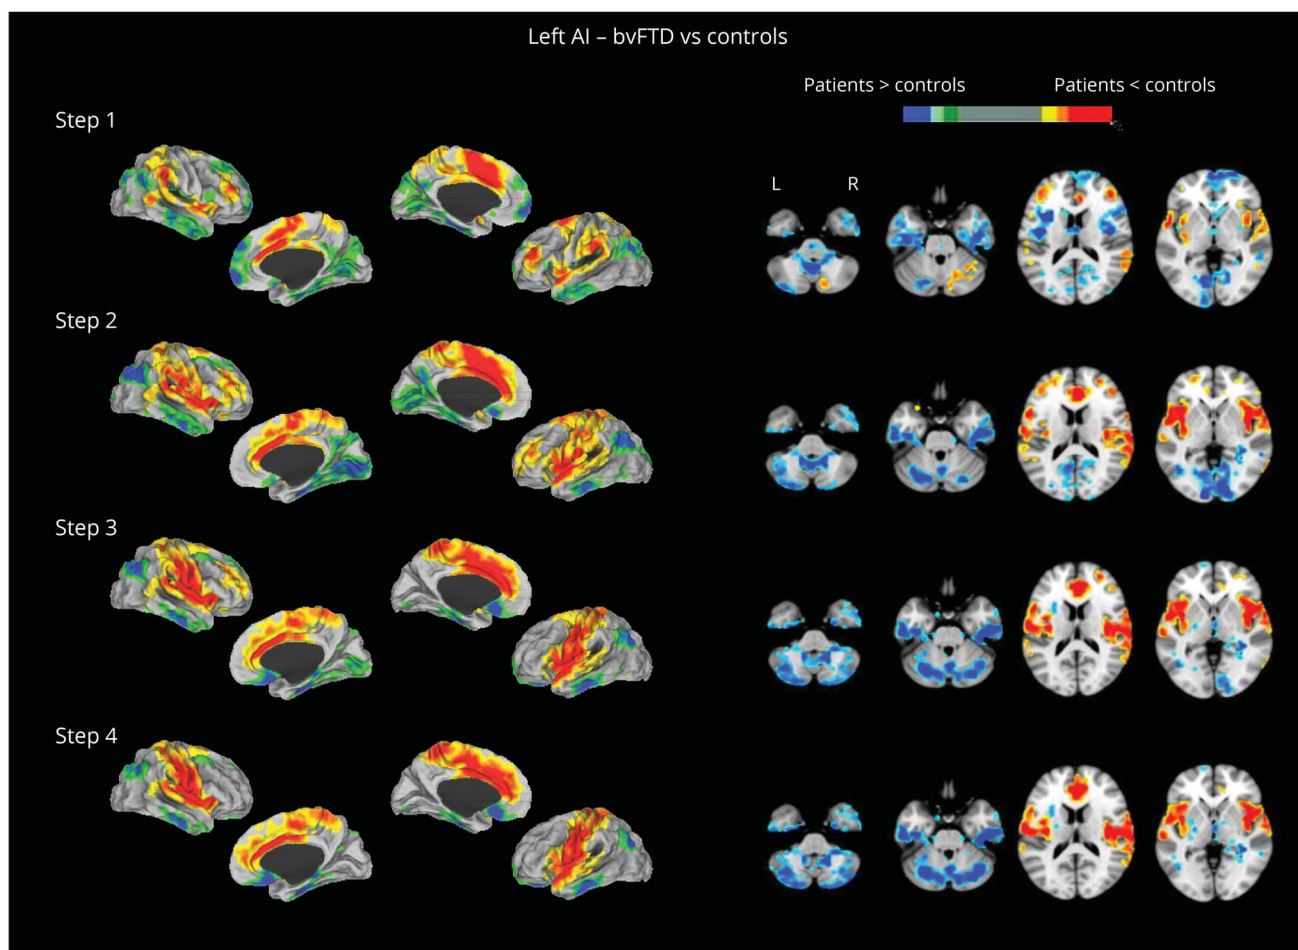 Left AI – bvFTD vs controls
Patients > controls
Patients < controls
Step 1
L
R
Step 2
Step 3
Step 4